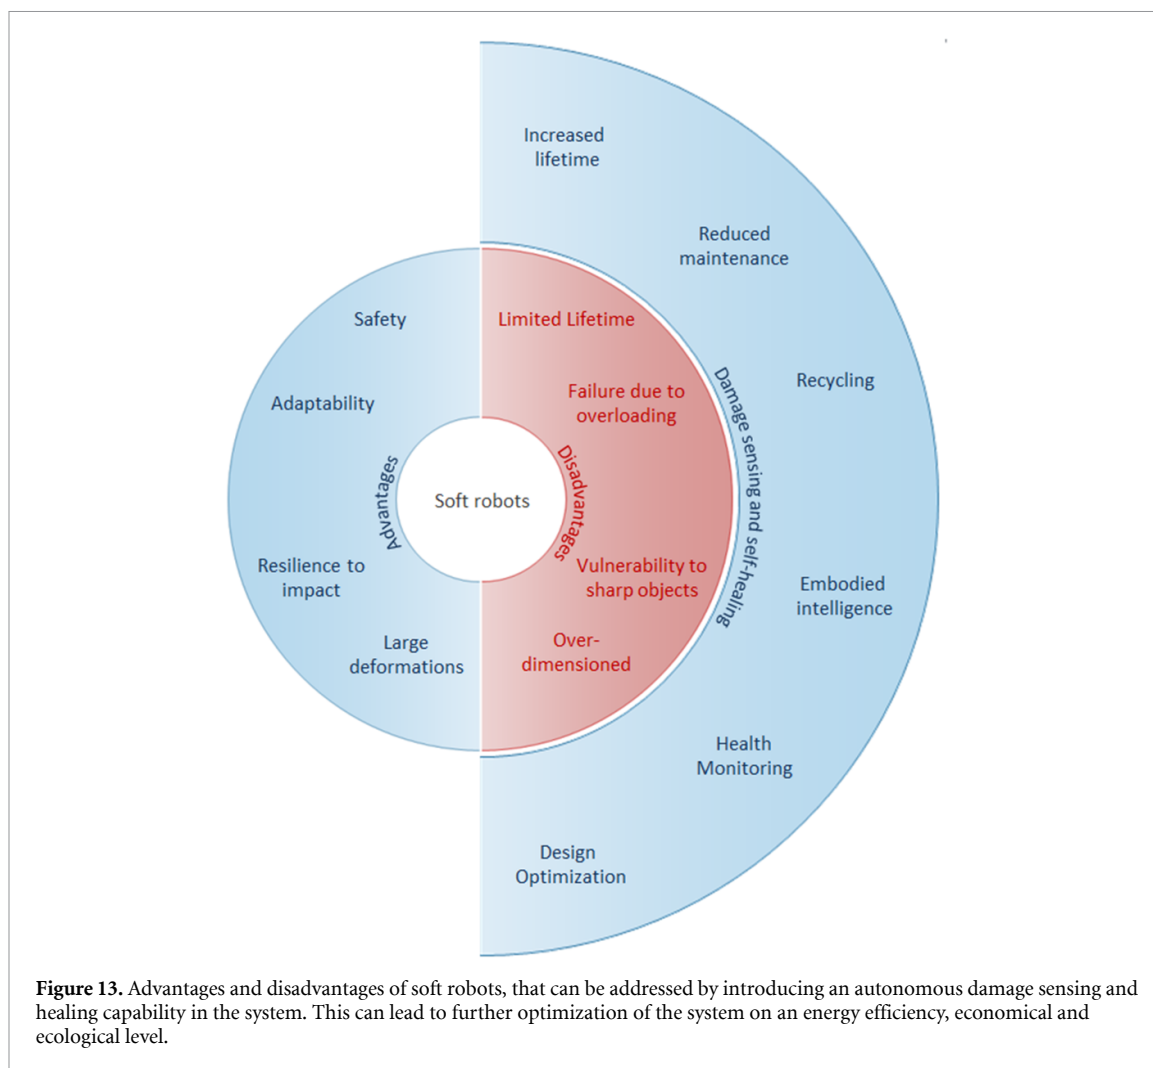 Increased
lifetime
Reduced
maintenance
Safety
Limited Lifetime
Recycling
Failure due to
overloading
Adaptability
Damage sensing and self-healing
Advantages
Soft robots
Disadvantages
Resilience to
impact
Vulnerability to
sharp objects
Embodied
intelligence
Large
deformations
Over-
dimensioned
Health
Monitoring
Design
Optimization
Figure 13. Advantages and disadvantages of soft robots, that can be addressed by introducing an autonomous damage sensing and
healing capability in the system. This can lead to further optimization of the system on an energy efficiency, economical and
ecological level.